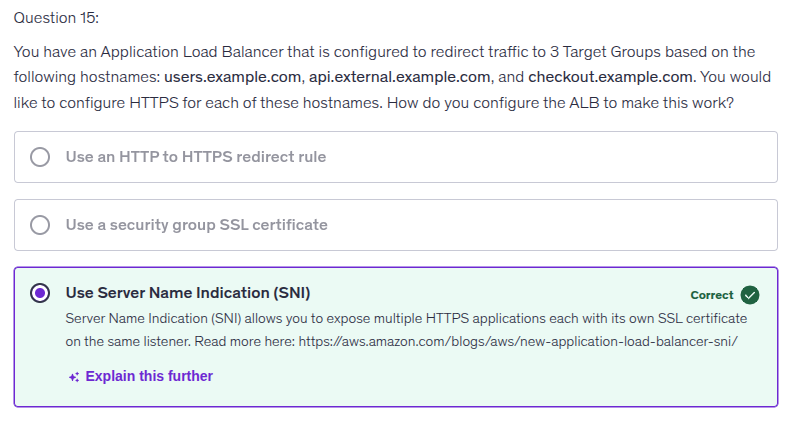 Question 15:
You have an Application Load Balancer that is configured to redirect traffic to 3 Target Groups based on the
following hostnames: users.example.com, api.external.example.com, and checkout.example.com. You would
like to configure HTTPS for each of these hostnames. How do you configure the ALB to make this work?
Use an HTTP to HTTPS redirect rule
Use a security group SSL certificate
Use Server Name Indication (SNI)
Correct
Server Name Indication (SNI) allows you to expose multiple HTTPS applications each with its own SSL certificate
on the same listener. Read more here: https://aws.amazon.com/blogs/aws/new-application-load-balancer-sni/
Explain this further